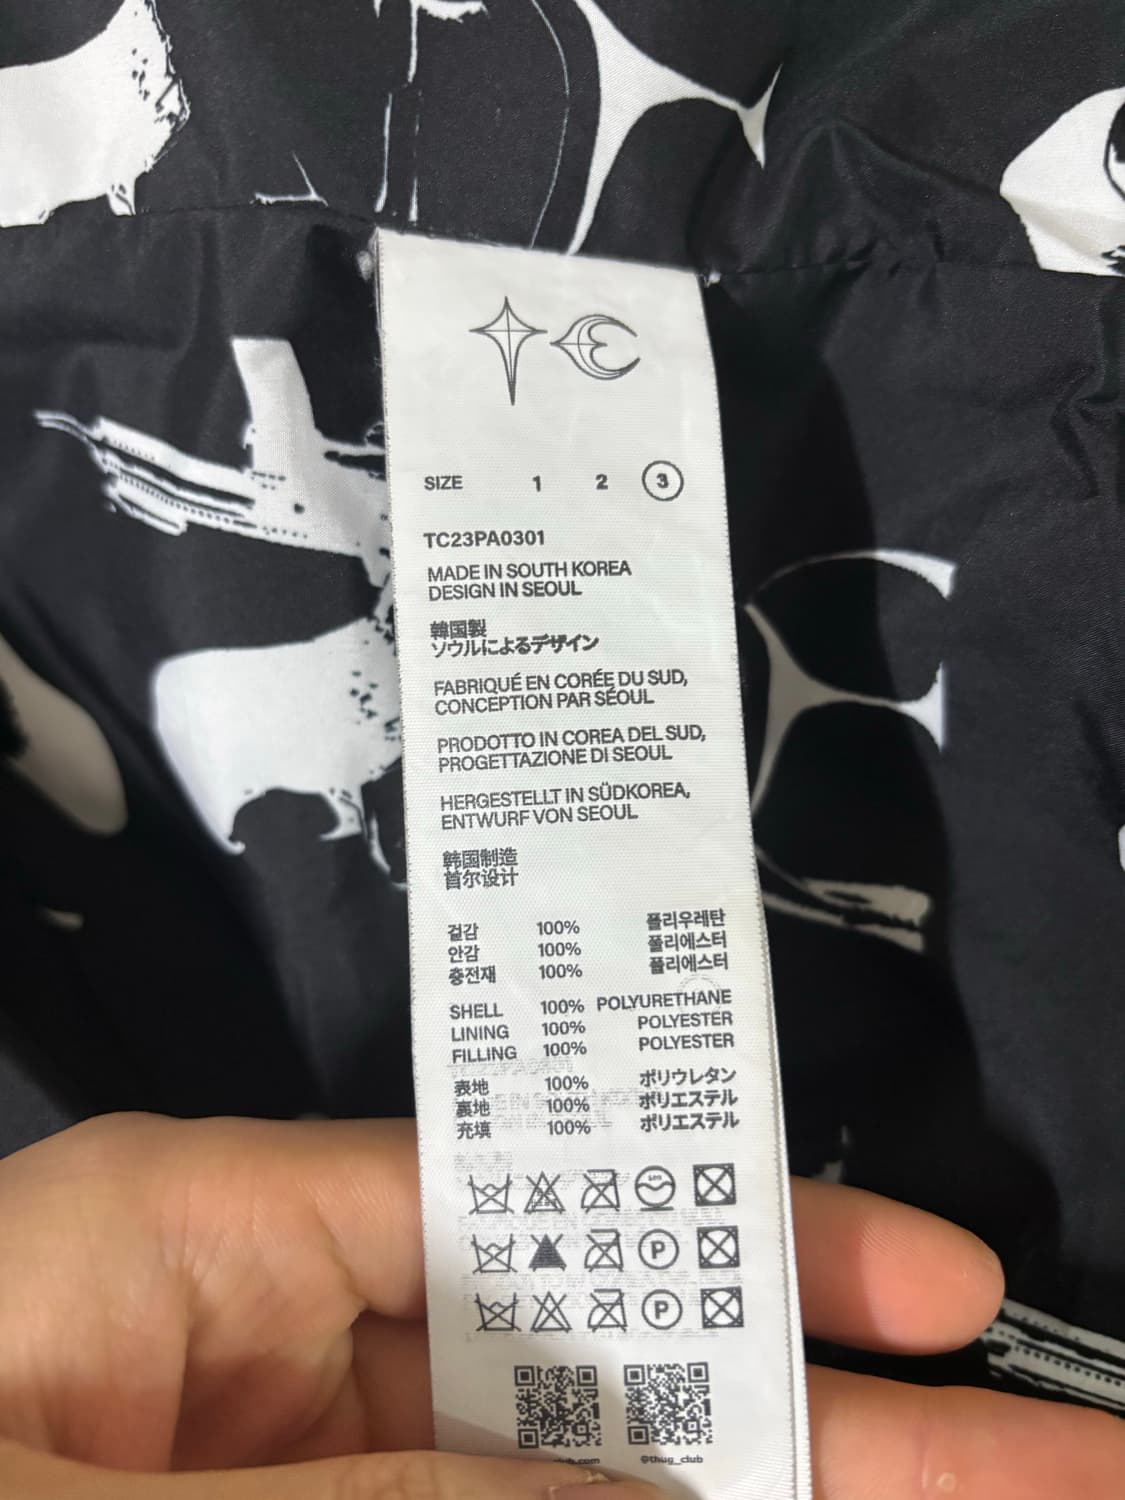 SIZE 1 2 3
TC23PA0301
MADE IN SOUTH KOREA
DESIGN IN SEOUL
韓国製
ソウルによるデザイン
FABRIQUÉ EN CORÉE DU SUD,
CONCEPTION PAR SÉOUL
PRODOTTO IN COREA DEL SUD,
PROGETTAZIONE DI SEOUL
HERGESTELLT IN SÜDKOREA,
ENTWURF VON SEOUL
韩国制造
首尔设计
겉감 100% 폴리우레탄
안감 100% 폴리에스터
충전재 100% 폴리에스터
SHELL 100% POLYURETHANE
LINING 100% POLYESTER
FILLING 100% POLYESTER
表地 100% ポリウレタン
裏地 100% ポリエステル
充填 100% ポリエステル
P
P
@thug_club